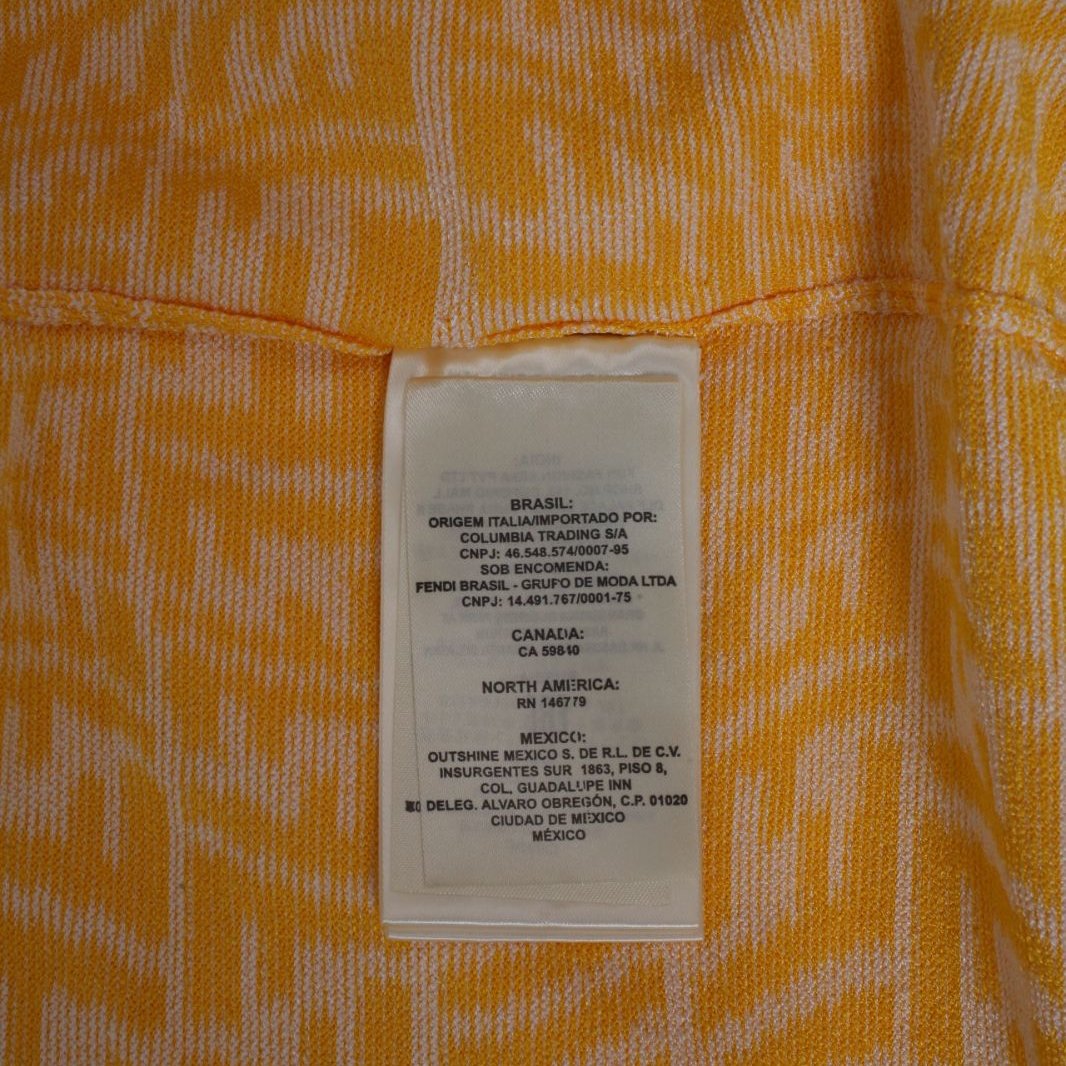 BRASIL:
ORIGEM ITALIA/IMPORTADO POR:
COLUMBIA TRADING S/A
CNPJ: 46.548.574/0007-95
SOB ENCOMENDA:
FENDI BRASIL - GRUPO DE MODA LTDA
CNPJ: 14.491.767/0001-75
CANADA:
CA 59840
NORTH AMERICA:
RN 146779
MEXICO:
OUTSHINE MEXICO S. DE R.L. DE C.V.
INSURGENTES SUR 1863, PISO 8,
COL. GUADALUPE INN
DELEG. ALVARO OBREGÓN, C.P. 01020
CIUDAD DE MEXICO
MÉXICO